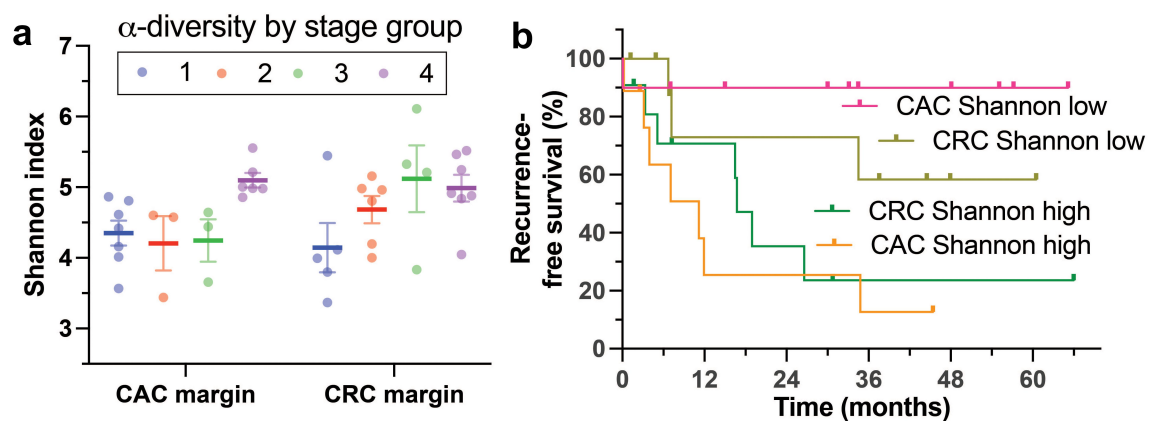 a
α-diversity by stage group
1 2 3 4
Shannon index
7
6
5
4
3
CAC margin CRC margin
b
Recurrence-
free survival (%)
100
80
60
40
20
0
CAC Shannon low
CRC Shannon low
CRC Shannon high
CAC Shannon high
0 12 24 36 48 60
Time (months)